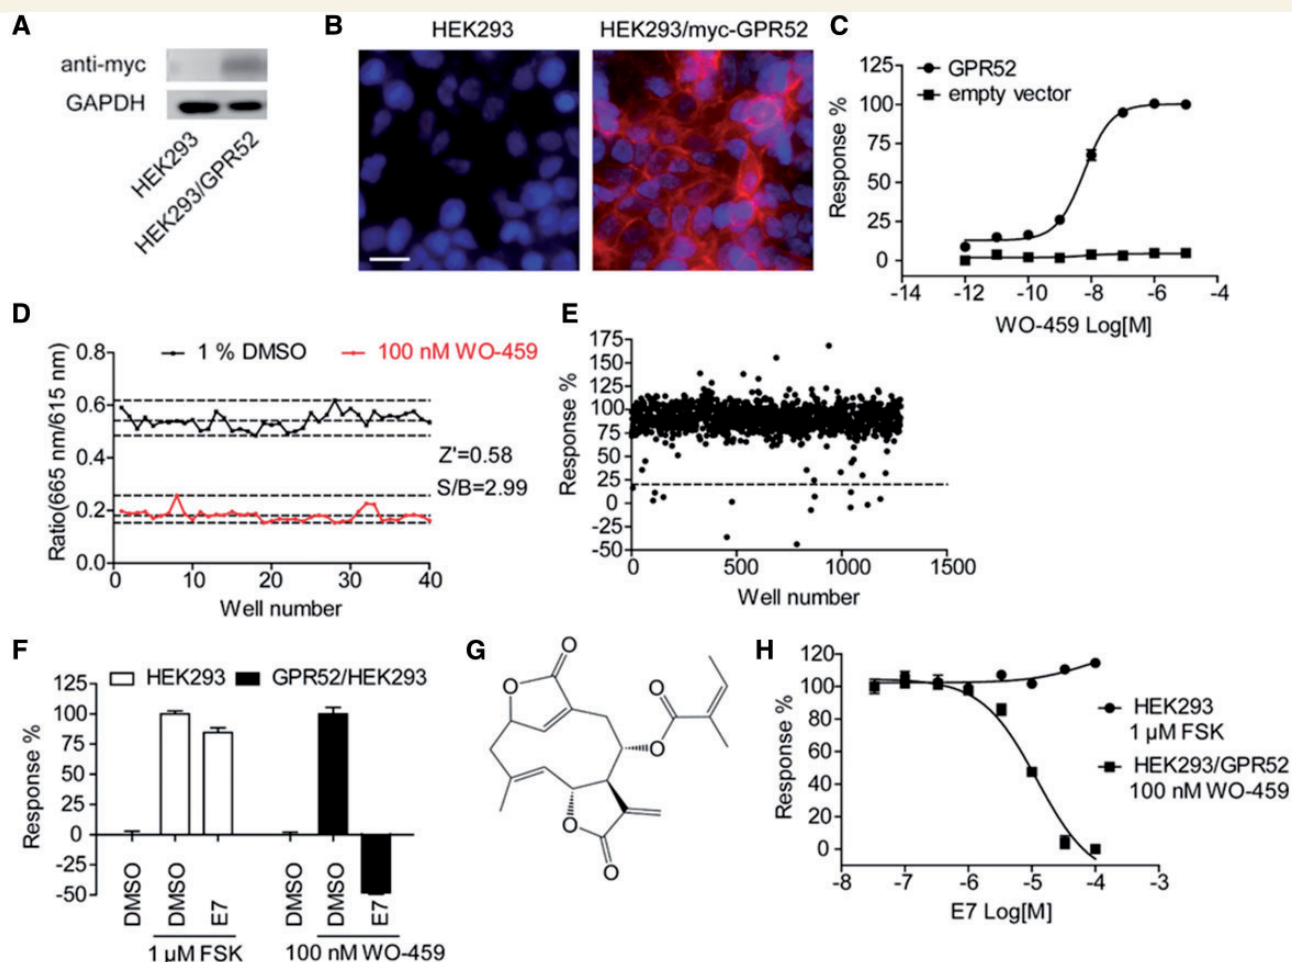 A
anti-myc
GAPDH
HEK293
HEK293/GPR52
B
HEK293
HEK293/myc-GPR52
C
Response %
125
100
75
50
25
0
GPR52
empty vector
-14 -12 -10 -8 -6 -4
WO-459 Log[M]
D
Ratio(665 nm/615 nm)
0.8
0.6
0.4
0.2
0.0
1 % DMSO
100 nM WO-459
Z'=0.58
S/B=2.99
0 10 20 30 40
Well number
E
Response %
175
150
125
100
75
50
25
0
-25
-50
0 500 1000 1500
Well number
F
Response %
HEK293
GPR52/HEK293
125
100
75
50
25
0
-25
-50
DMSO
DMSO
E7
DMSO
DMSO
E7
1 µM FSK
100 nM WO-459
G
O
O
O
O
O
O
H
Response %
120
100
80
60
40
20
0
HEK293
1 µM FSK
HEK293/GPR52
100 nM WO-459
-8 -7 -6 -5 -4 -3
E7 Log[M]